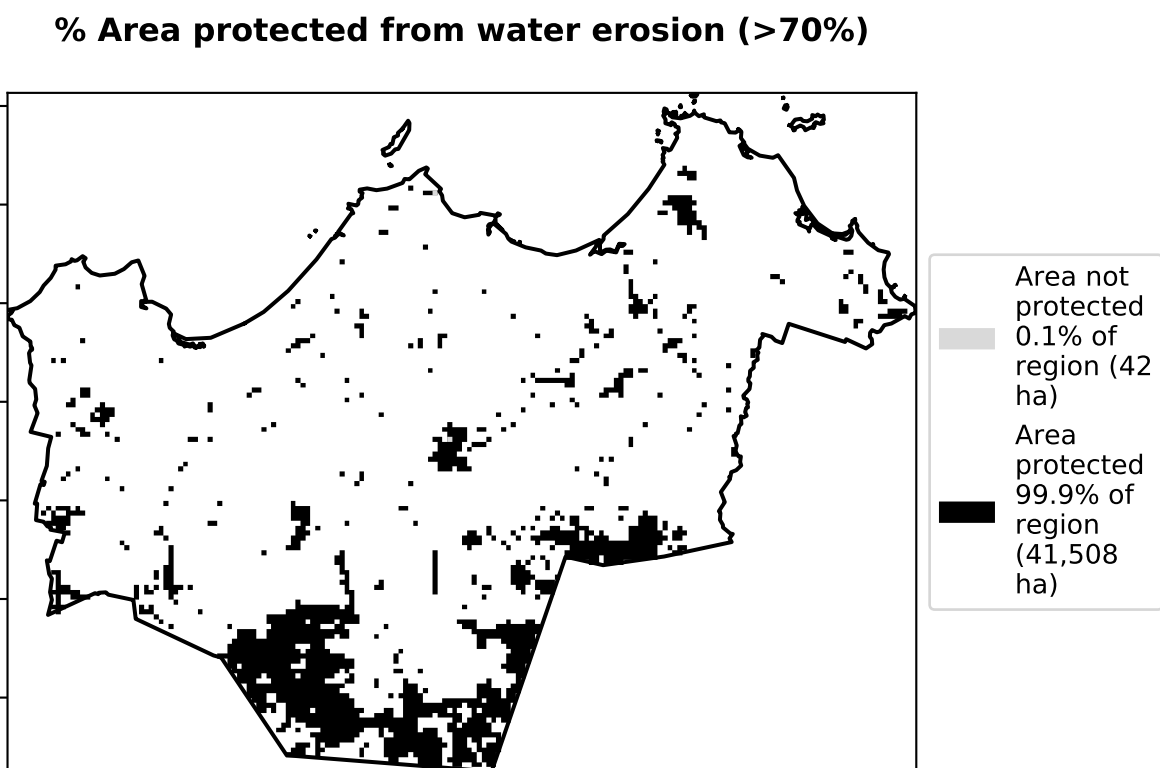 % Area protected from water erosion (>70%)
Area not
protected
0.1% of
region (42
ha)
Area
protected
99.9% of
region
(41,508
ha)